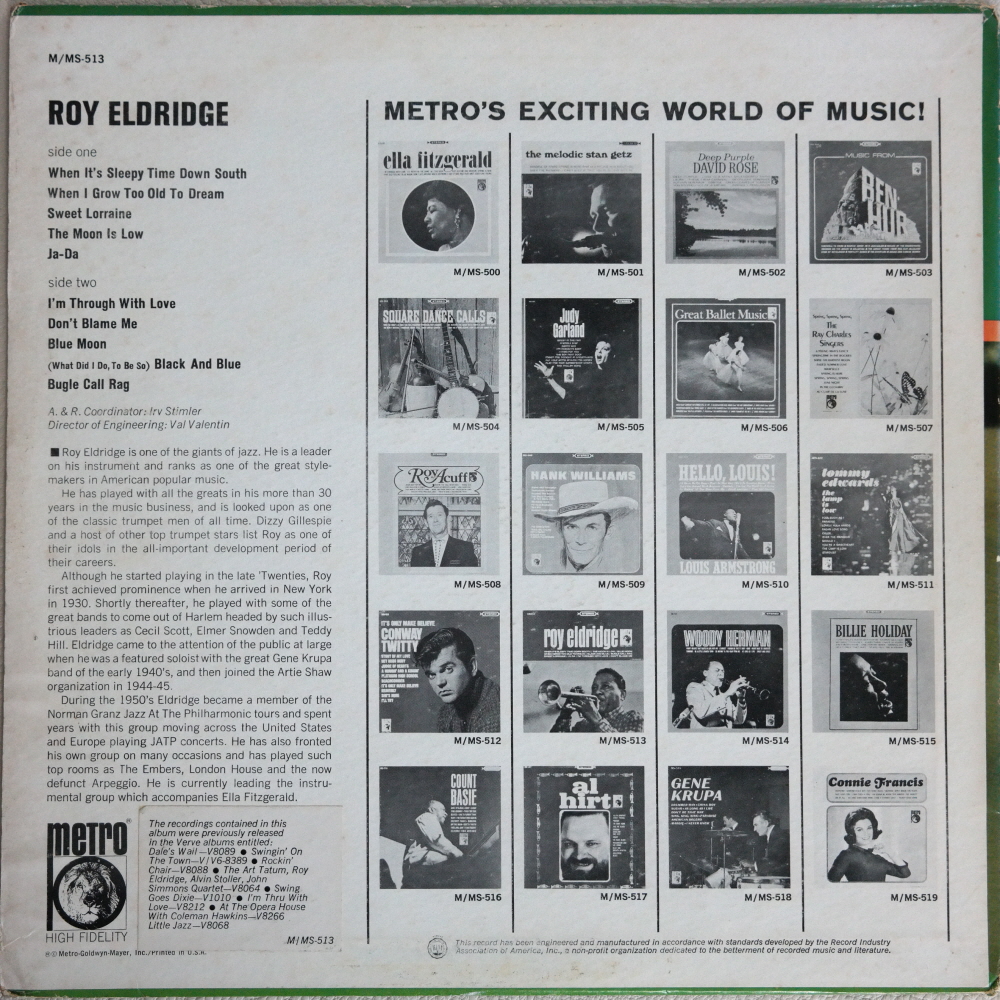 M/MS-513
ROY ELDRIDGE
side one
When It's Sleepy Time Down South
When I Grow Too Old To Dream
Sweet Lorraine
The Moon Is Low
Ja-Da
side two
I'm Through With Love
Don't Blame Me
Blue Moon
(What Did I Do, To Be So) Black And Blue
Bugle Call Rag
A. & R. Coordinator: Irv Stimler
Director of Engineering: Val Valentin
■ Roy Eldridge is one of the giants of jazz. He is a leader
on his instrument and ranks as one of the great style-
makers in American popular music.
He has played with all the greats in his more than 30
years in the music business, and is looked upon as one
of the classic trumpet men of all time. Dizzy Gillespie
and a host of other top trumpet stars list Roy as one of
their idols in the all-important development period of
their careers.
Although he started playing in the late 'Twenties, Roy
first achieved prominence when he arrived in New York
in 1930. Shortly thereafter, he played with some of the
great bands to come out of Harlem headed by such illus-
trious leaders as Cecil Scott, Elmer Snowden and Teddy
Hill. Eldridge came to the attention of the public at large
when he was a featured soloist with the great Gene Krupa
band of the early 1940's, and then joined the Artie Shaw
organization in 1944-45.
During the 1950's Eldridge became a member of the
Norman Granz Jazz At The Philharmonic tours and spent
years with this group moving across the United States
and Europe playing JATP concerts. He has also fronted
his own group on many occasions and has played such
top rooms as The Embers, London House and the now
defunct Arpeggio. He is currently leading the instru-
mental group which accompanies Ella Fitzgerald.
metro®
HIGH FIDELITY
The recordings contained in this
album were previously released
in the Verve albums entitled:
Dale's Wail—V8089 ● Swingin' On
The Town—V/V6-8389 ● Rockin'
Chair—V8088 ● The Art Tatum, Roy
Eldridge, Alvin Stoller, John
Simmons Quartet—V8064 ● Swing
Goes Dixie—V1010 ● I'm Thru With
Love—V8212 ● At The Opera House
With Coleman Hawkins—V8266
Little Jazz—V8068
M/MS-513
Metro-Goldwyn-Mayer, Inc./Printed in U.S.A.
METRO'S EXCITING WORLD OF MUSIC!
ella fitzgerald
M/MS-500
the melodic stan getz
M/MS-501
Deep Purple
DAVID ROSE
M/MS-502
MUSIC FROM
BEN-HUR
M/MS-503
SQUARE DANCE CALLS
M/MS-504
Judy
Garland
M/MS-505
Great Ballet Music
M/MS-506
The
Ray Charles
Singers
M/MS-507
Roy Acuff
M/MS-508
HANK WILLIAMS
M/MS-509
HELLO, LOUIS!
LOUIS ARMSTRONG
M/MS-510
tommy
edwards
the
lamp
is
low
M/MS-511
IT'S ONLY MAKE BELIEVE
CONWAY
TWITTY
M/MS-512
roy eldridge
M/MS-513
WOODY HERMAN
M/MS-514
BILLIE HOLIDAY
M/MS-515
COUNT
BASIE
M/MS-516
al
hirt
M/MS-517
GENE
KRUPA
M/MS-518
Connie Francis
M/MS-519
This record has been engineered and manufactured in accordance with standards developed by the Record Industry
Association of America, Inc., a non-profit organization dedicated to the betterment of recorded music and literature.